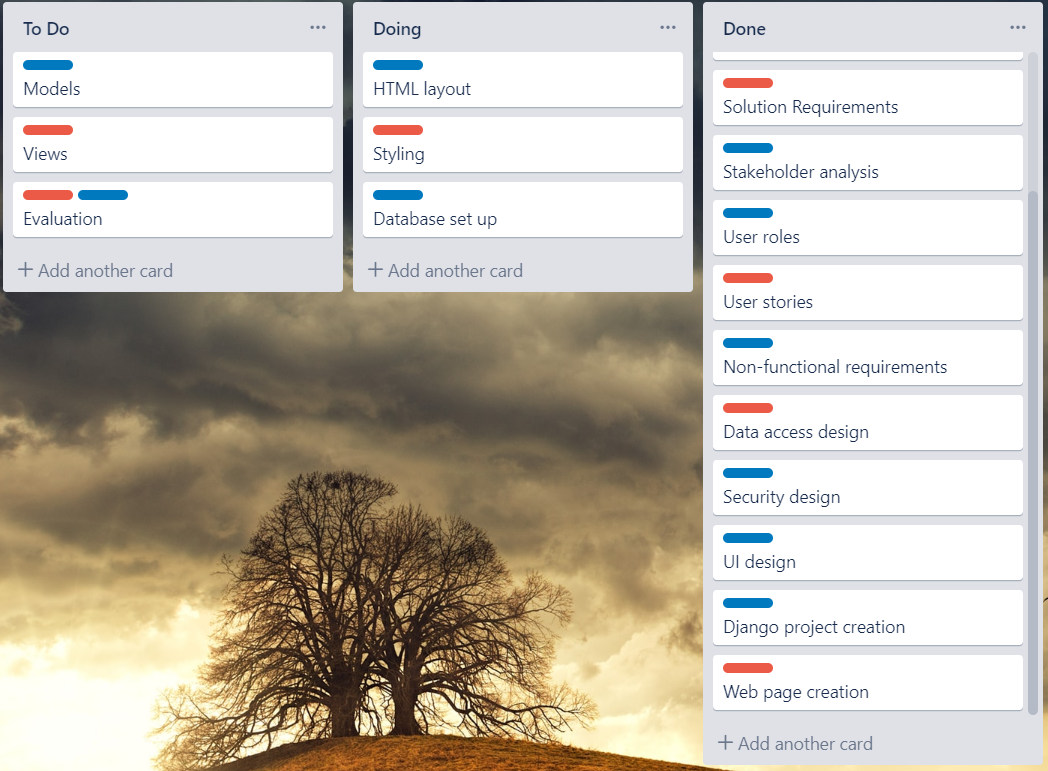 To Do
Models
Views
Evaluation
+ Add another card
Doing
HTML layout
Styling
Database set up
+ Add another card
Done
Solution Requirements
Stakeholder analysis
User roles
User stories
Non-functional requirements
Data access design
Security design
UI design
Django project creation
Web page creation
+ Add another card